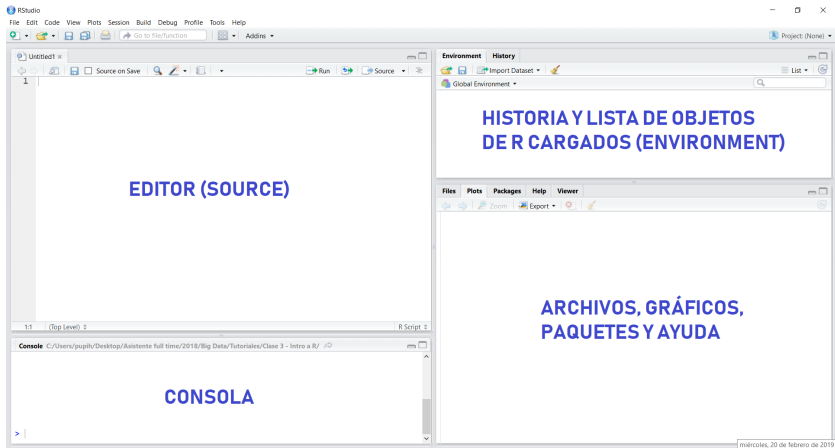 RStudio
File Edit Code View Plots Session Build Debug Profile Tools Help
Go to file/function Addins Project: (None)
Untitled1
Source on Save Run Source
1
EDITOR (SOURCE)
1:1 (Top Level) R Script
Console C:/Users/pupih/Desktop/Asistente full time/2018/Big Data/Tutoriales/Clase 3 - Intro a R/
CONSOLA
>
Environment History
Import Dataset List
Global Environment
HISTORIA Y LISTA DE OBJETOS
DE R CARGADOS (ENVIRONMENT)
Files Plots Packages Help Viewer
Zoom Export
ARCHIVOS, GRÁFICOS,
PAQUETES Y AYUDA
miércoles, 20 de febrero de 2019